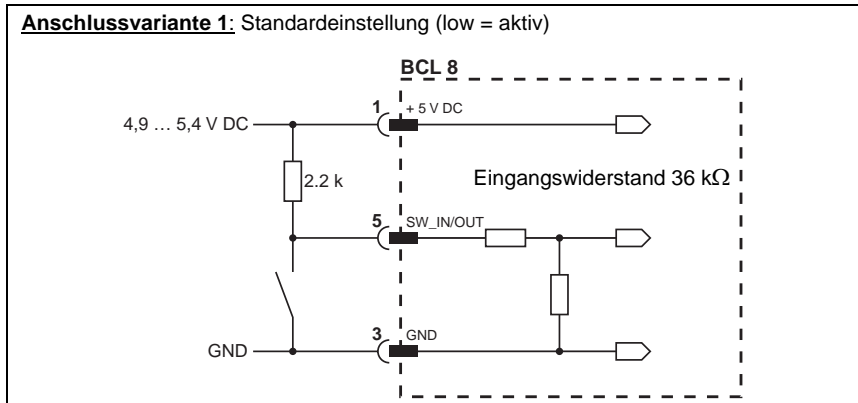 Anschlussvariante 1: Standardeinstellung (low = aktiv)
BCL 8
4,9 … 5,4 V DC
1
+ 5 V DC
2.2 k
Eingangswiderstand 36 kΩ
5
SW_IN/OUT
GND
3
GND